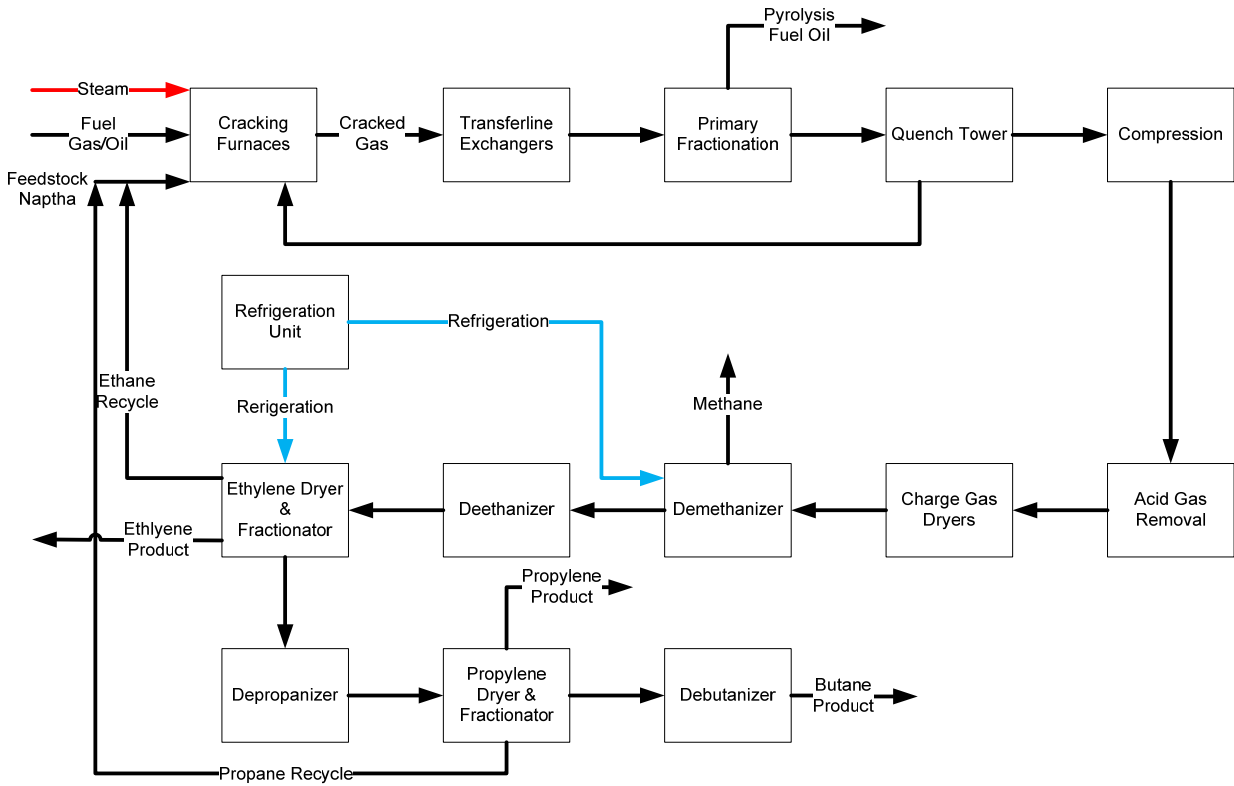 Pyrolysis
Fuel Oil
Steam
Fuel
Gas/Oil
Feedstock
Naptha
Cracking
Furnaces
Cracked
Gas
Transferline
Exchangers
Primary
Fractionation
Quench Tower
Compression
Refrigeration
Unit
Refrigeration
Ethane
Recycle
Rerigeration
Methane
Ethylene Dryer
&
Fractionator
Deethanizer
Demethanizer
Charge Gas
Dryers
Acid Gas
Removal
Ethlyene
Product
Propylene
Product
Depropanizer
Propylene
Dryer &
Fractionator
Debutanizer
Butane
Product
Propane Recycle